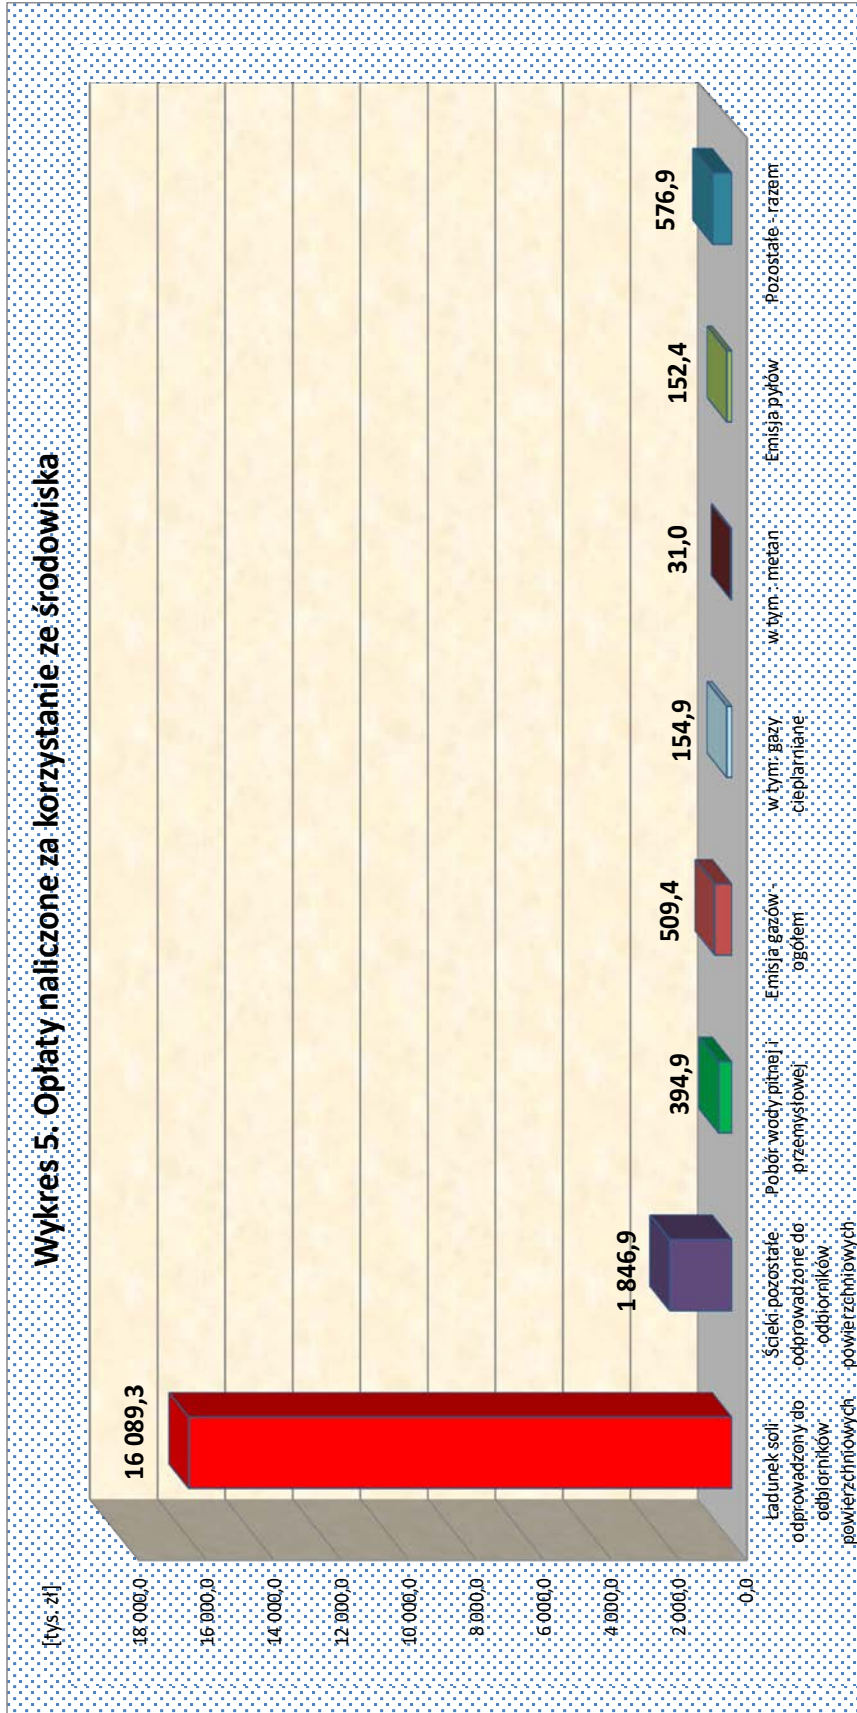 Wykres 5. Opłaty naliczone za korzystanie ze środowiska
[tys. zł]
18 000,0
16 000,0
14 000,0
12 000,0
10 000,0
8 000,0
6 000,0
4 000,0
2 000,0
0,0
16 089,3
1 846,9
394,9
509,4
154,9
31,0
152,4
576,9
Ładunek soli
odprowadzony do
odbiorników
powierzchniowych
Ścieki pozostałe
odprowadzone do
odbiorników
powierzchniowych
Pobór wody pitnej i
przemysłowej
Emisja gazów -
ogółem
w tym: gazy
cieplarniane
w tym - metan
Emisja pyłów
Pozostałe - razem